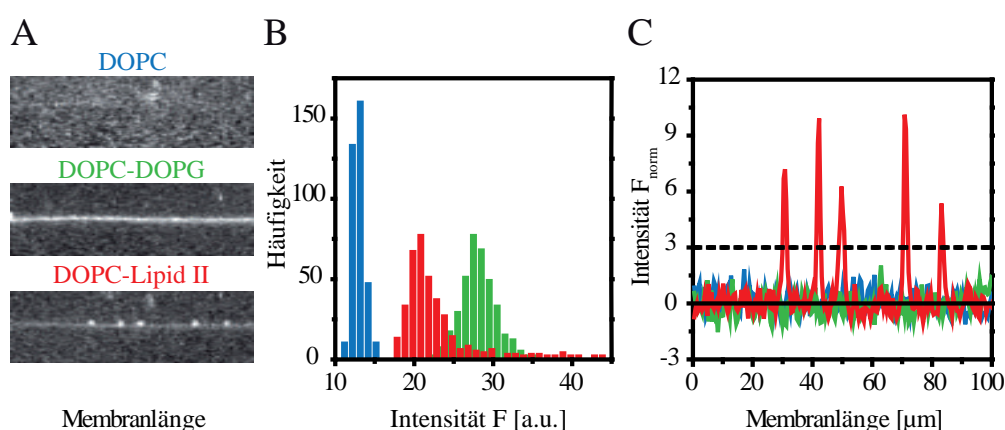 A
DOPC
DOPC-DOPG
DOPC-Lipid II
Membranlänge
B
Häufigkeit
150
100
50
0
10
20
30
40
Intensität F [a.u.]
C
Intensität Fnorm
12
9
6
3
0
-3
0
20
40
60
80
100
Membranlänge [µm]